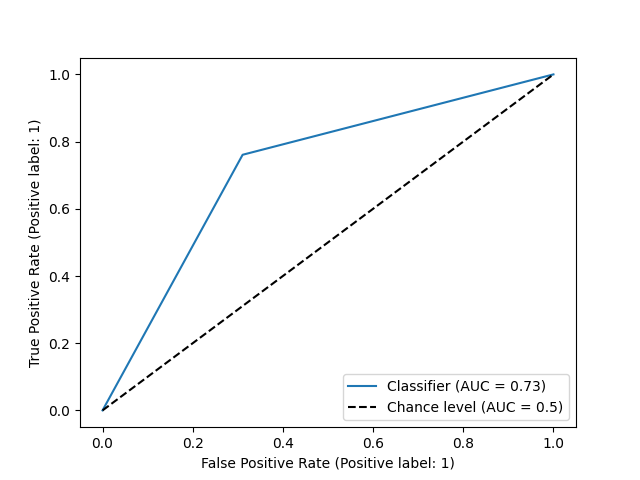 1.0
0.8
0.6
0.4
0.2
0.0
True Positive Rate (Positive label: 1)
Classifier (AUC = 0.73)
Chance level (AUC = 0.5)
0.0 0.2 0.4 0.6 0.8 1.0
False Positive Rate (Positive label: 1)